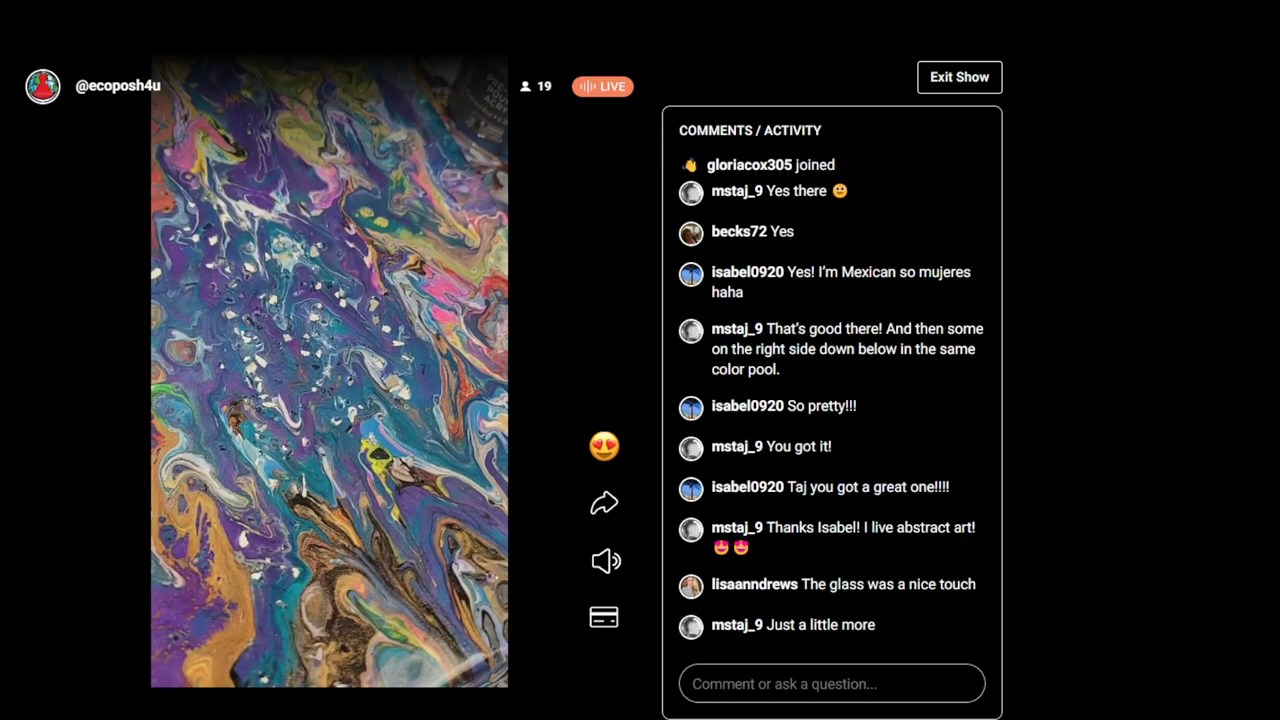 @ecoposh4u
19
LIVE
Exit Show
COMMENTS / ACTIVITY
gloriacox305 joined
mstaj_9 Yes there 🙂
becks72 Yes
isabel0920 Yes! I'm Mexican so mujeres
haha
mstaj_9 That's good there! And then some
on the right side down below in the same
color pool.
isabel0920 So pretty!!!
mstaj_9 You got it!
isabel0920 Taj you got a great one!!!!
mstaj_9 Thanks Isabel! I live abstract art!
😍 😍
lisaanndrews The glass was a nice touch
mstaj_9 Just a little more
Comment or ask a question...